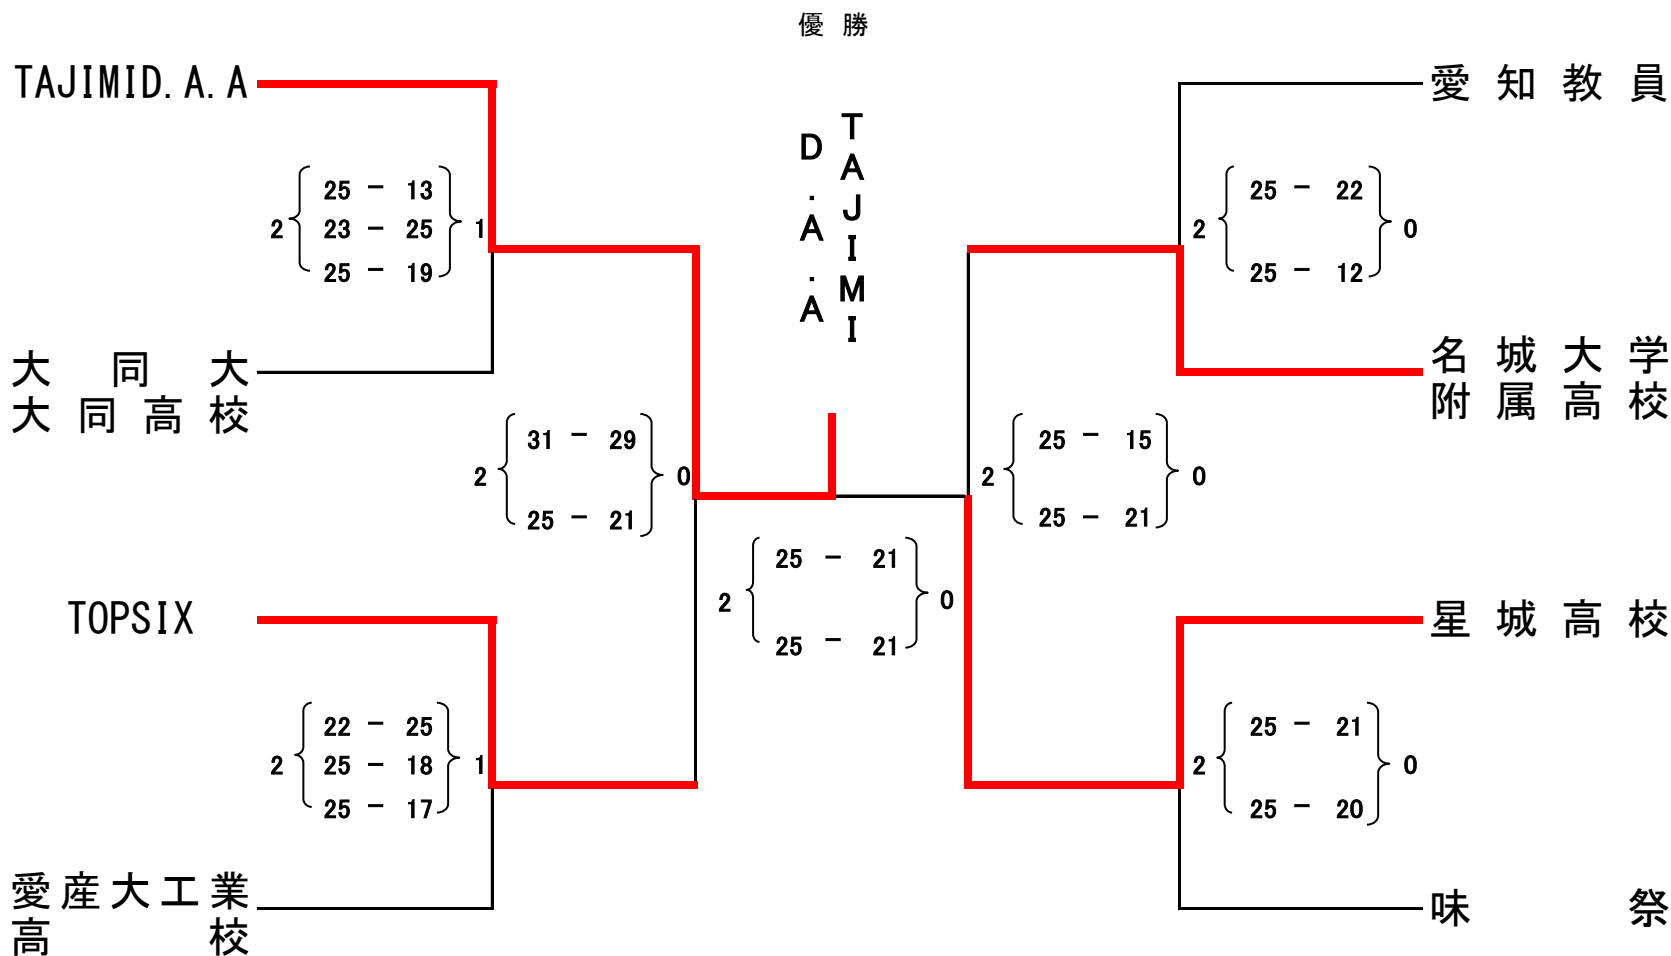 優 勝
TAJIMI
D.A.A
TAJIMID.A.A
2 25 － 13 1
23 － 25
25 － 19
大 同 大
大 同 高 校
2 31 － 29 0
25 － 21
TOPSIX
2 22 － 25 1
25 － 18
25 － 17
愛 産 大 工 業
高 校
2 25 － 21 0
25 － 21
愛 知 教 員
2 25 － 22 0
25 － 12
名 城 大 学
附 属 高 校
2 25 － 15 0
25 － 21
星 城 高 校
2 25 － 21 0
25 － 20
味 祭